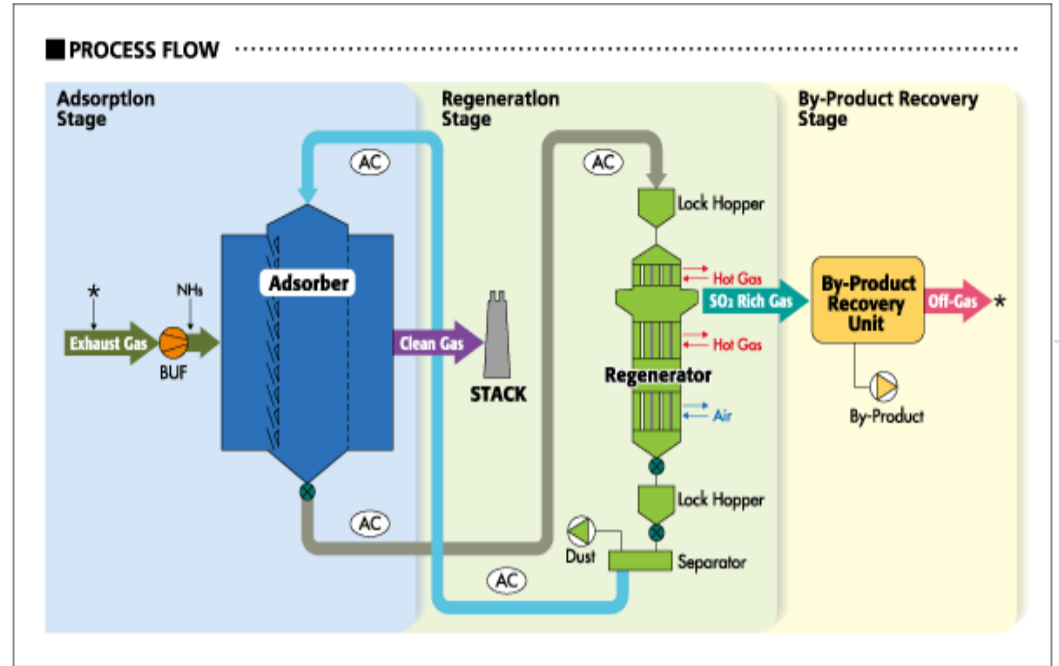 PROCESS FLOW
Adsorption
Stage
Regeneration
Stage
By-Product Recovery
Stage
AC
AC
Lock Hopper
Adsorber
Hot Gas
*
NH₃
SO₂ Rich Gas
By-Product
Recovery
Unit
Off-Gas
*
Exhaust Gas
BUF
Clean Gas
STACK
Hot Gas
Regenerator
Air
By-Product
Lock Hopper
AC
Dust
Separator
AC